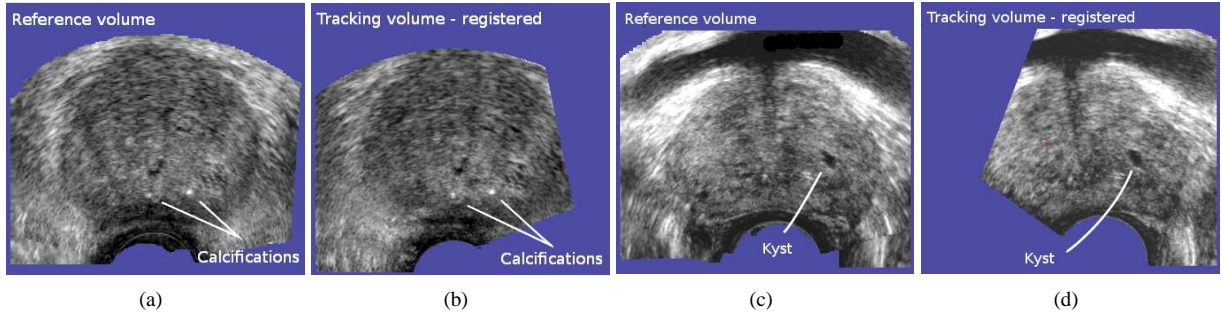 Reference volume
Calcifications
(a)
Tracking volume - registered
Calcifications
(b)
Reference volume
Kyst
(c)
Tracking volume - registered
Kyst
(d)